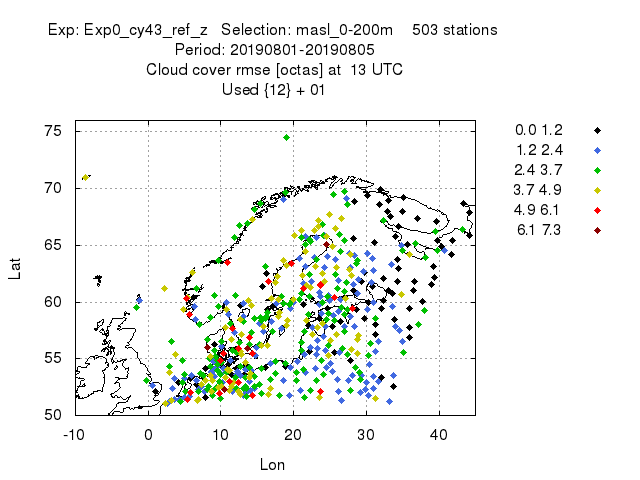 Exp: Exp0_cy43_ref_z Selection: masl_0-200m 503 stations
Period: 20190801-20190805
Cloud cover rmse [octas] at 13 UTC
Used {12} + 01
75
70
65
60
55
50
Lat
-10 0 10 20 30 40
Lon
0.0 1.2
1.2 2.4
2.4 3.7
3.7 4.9
4.9 6.1
6.1 7.3